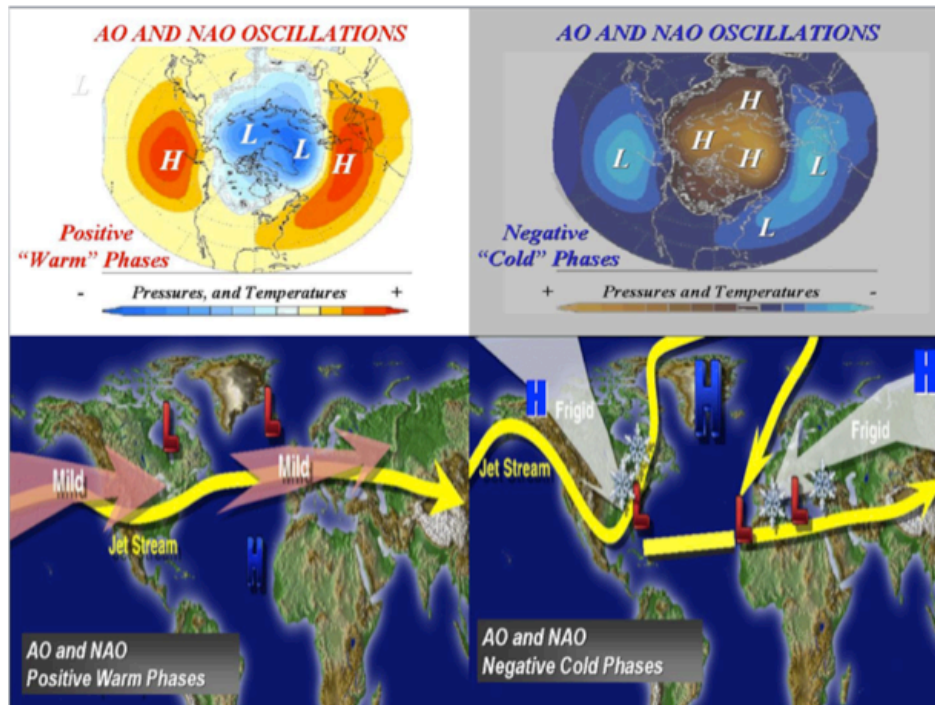 AO AND NAO OSCILLATIONS
L
L
L
H
H
Positive
"Warm" Phases
- Pressures, and Temperatures +
AO AND NAO OSCILLATIONS
H
H
H
L
L
L
Negative
"Cold" Phases
+ Pressures and Temperatures -
L
L
Mild
Mild
Jet Stream
H
AO and NAO
Positive Warm Phases
H
H
H
Frigid
Frigid
Jet Stream
L
L
L
AO and NAO
Negative Cold Phases